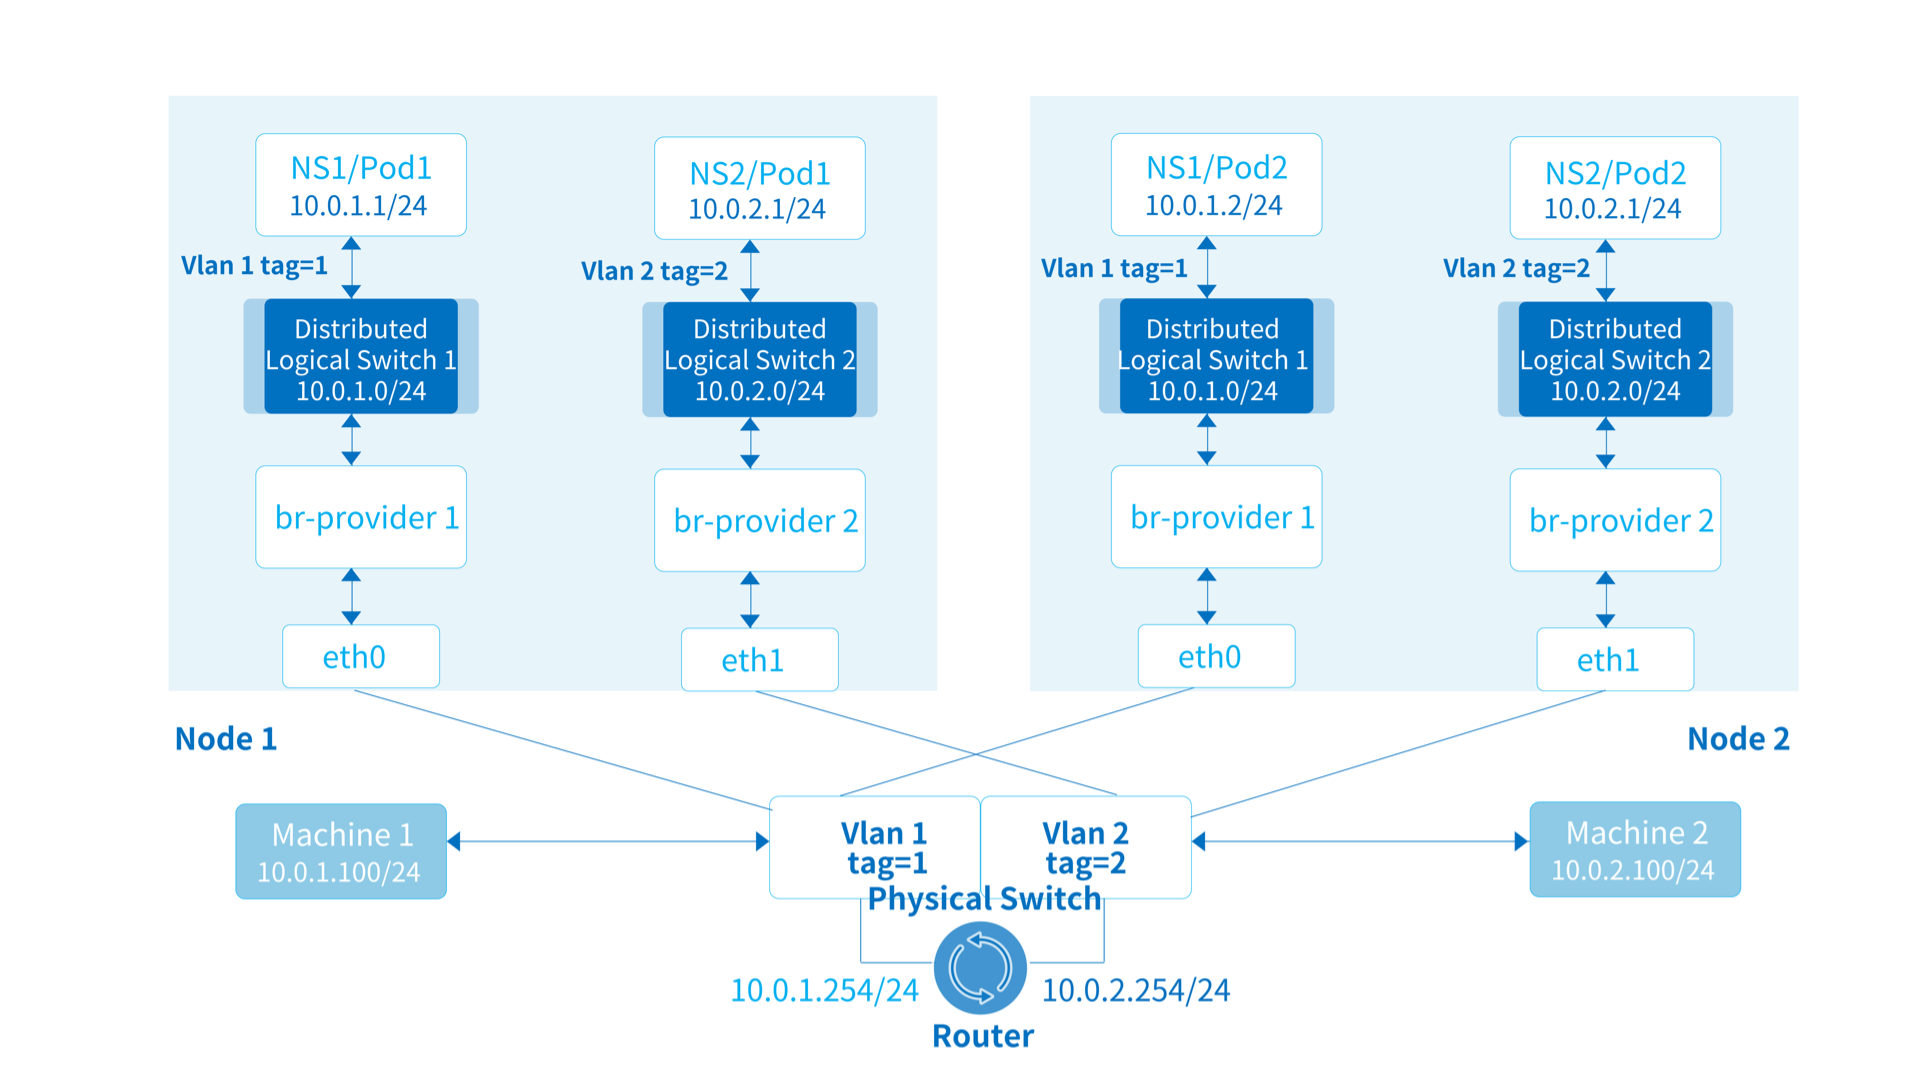 NS1/Pod1
10.0.1.1/24
NS2/Pod1
10.0.2.1/24
NS1/Pod2
10.0.1.2/24
NS2/Pod2
10.0.2.1/24
Vlan 1 tag=1
Vlan 2 tag=2
Vlan 1 tag=1
Vlan 2 tag=2
Distributed
Logical Switch 1
10.0.1.0/24
Distributed
Logical Switch 2
10.0.2.0/24
Distributed
Logical Switch 1
10.0.1.0/24
Distributed
Logical Switch 2
10.0.2.0/24
br-provider 1
br-provider 2
br-provider 1
br-provider 2
eth0
eth1
eth0
eth1
Node 1
Node 2
Machine 1
10.0.1.100/24
Vlan 1
tag=1
Vlan 2
tag=2
Physical Switch
Machine 2
10.0.2.100/24
10.0.1.254/24
10.0.2.254/24
Router